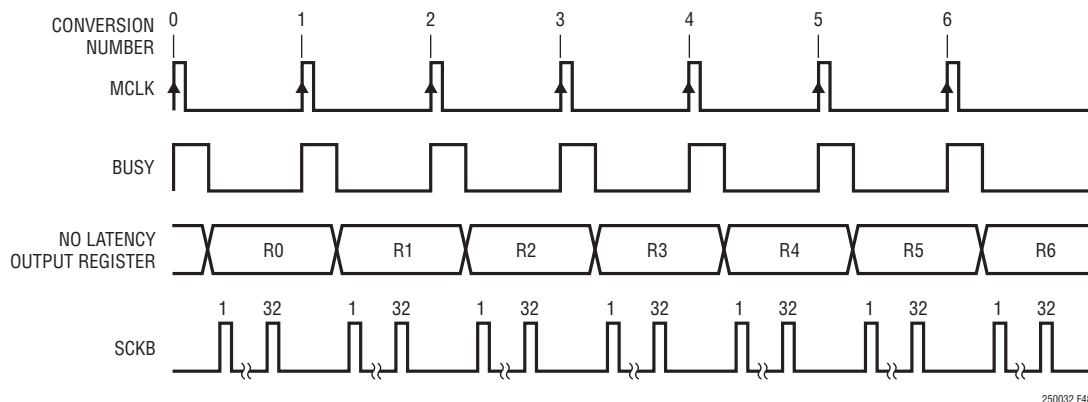 CONVERSION
NUMBER
0 1 2 3 4 5 6
MCLK
BUSY
NO LATENCY
OUTPUT REGISTER
R0 R1 R2 R3 R4 R5 R6
1 32 1 32 1 32 1 32 1 32 1 32 1 32
SCKB